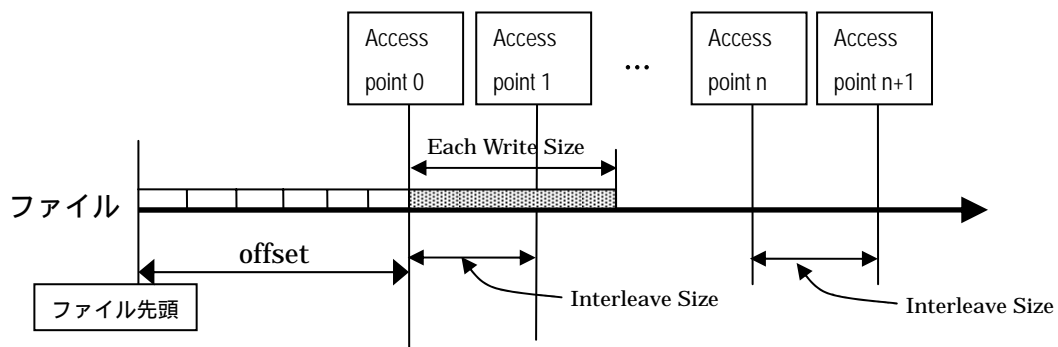 Access
point 0
Access
point 1
...
Access
point n
Access
point n+1
Each Write Size
ファイル
offset
Interleave Size
Interleave Size
ファイル先頭